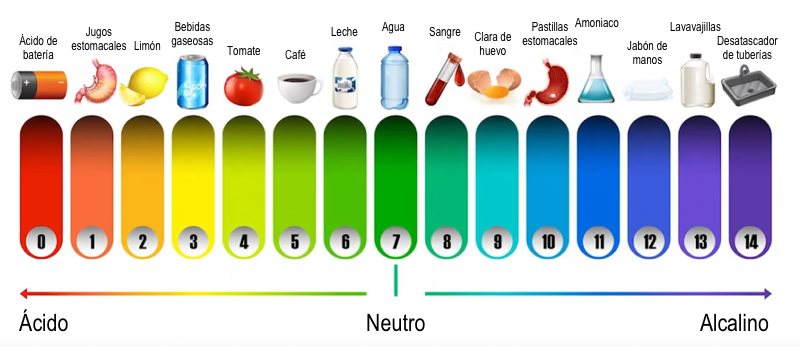 Ácido de
batería
Jugos
estomacales
Limón
Bebidas
gaseosas
Tomate
Café
Leche
Agua
Sangre
Clara de
huevo
Pastillas
estomacales
Amoniaco
Jabón de
manos
Lavavajillas
Desatascador
de tuberías
0 1 2 3 4 5 6 7 8 9 10 11 12 13 14
Ácido Neutro Alcalino